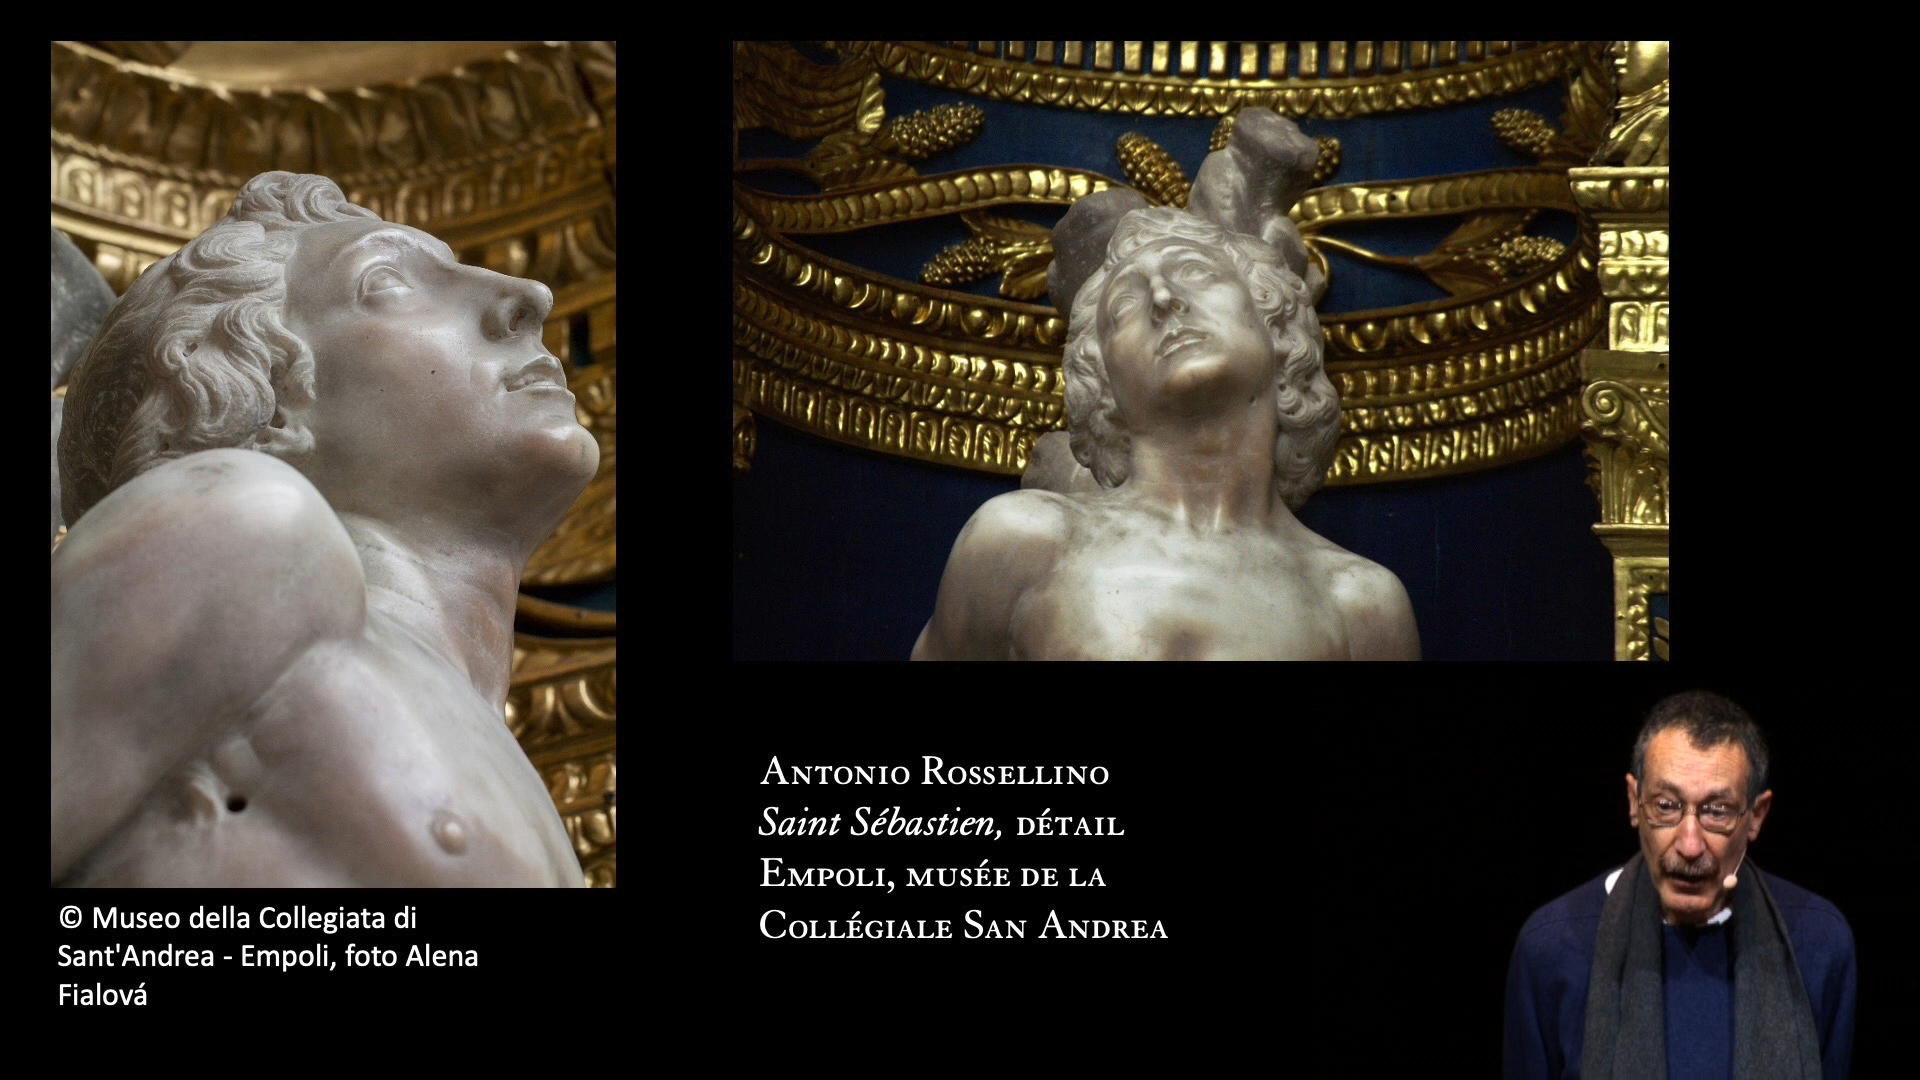 © Museo della Collegiata di
Sant'Andrea - Empoli, foto Alena
Fialová
Antonio Rossellino
Saint Sébastien, détail
Empoli, musée de la
Collégiale San Andrea